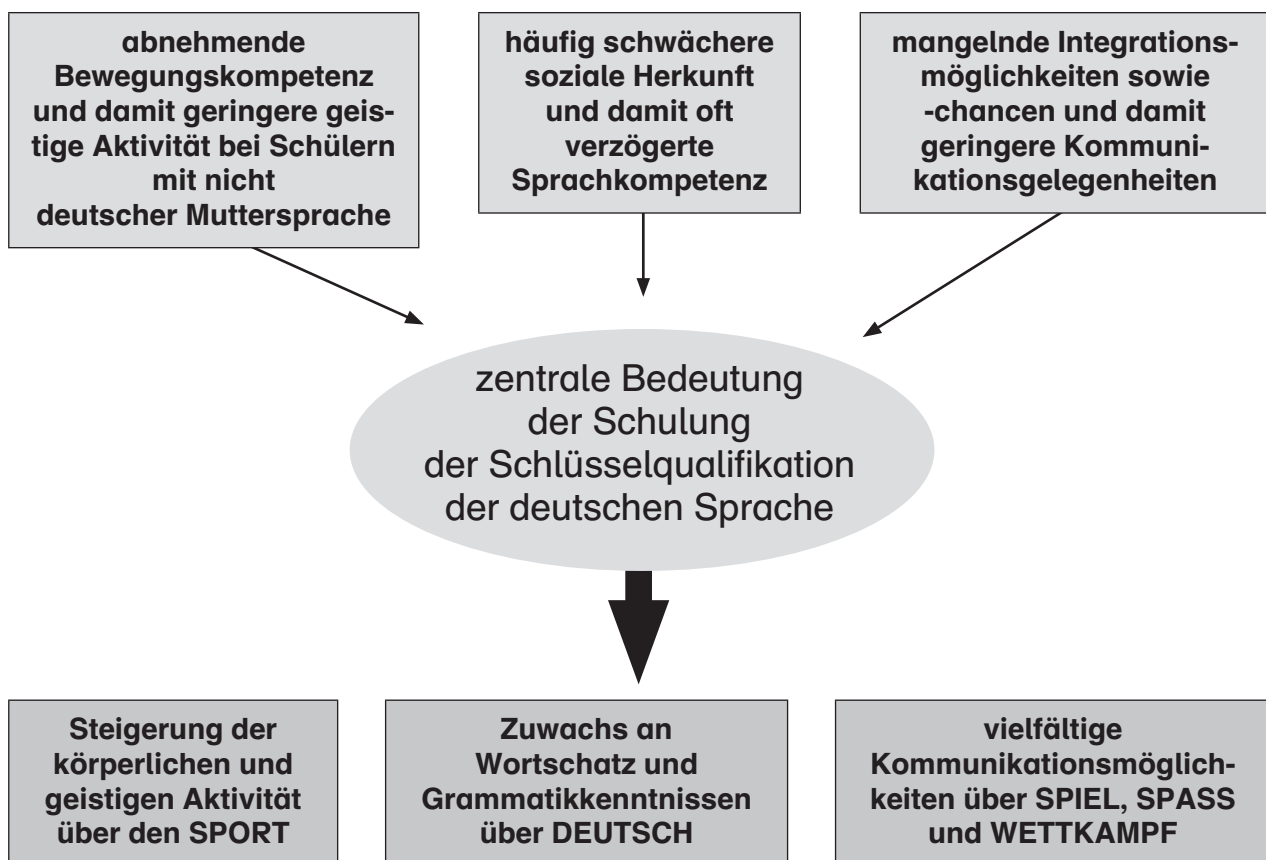 abnehmende
Bewegungskompetenz
und damit geringere geis-
tige Aktivität bei Schülern
mit nicht
deutscher Muttersprache
häufig schwächere
soziale Herkunft
und damit oft
verzögerte
Sprachkompetenz
mangelnde Integrations-
möglichkeiten sowie
-chancen und damit
geringere Kommuni-
kationsgelegenheiten
zentrale Bedeutung
der Schulung
der Schlüsselqualifikation
der deutschen Sprache
Steigerung der
körperlichen und
geistigen Aktivität
über den SPORT
Zuwachs an
Wortschatz und
Grammatikkenntnissen
über DEUTSCH
vielfältige
Kommunikationsmöglich-
keiten über SPIEL, SPASS
und WETTKAMPF